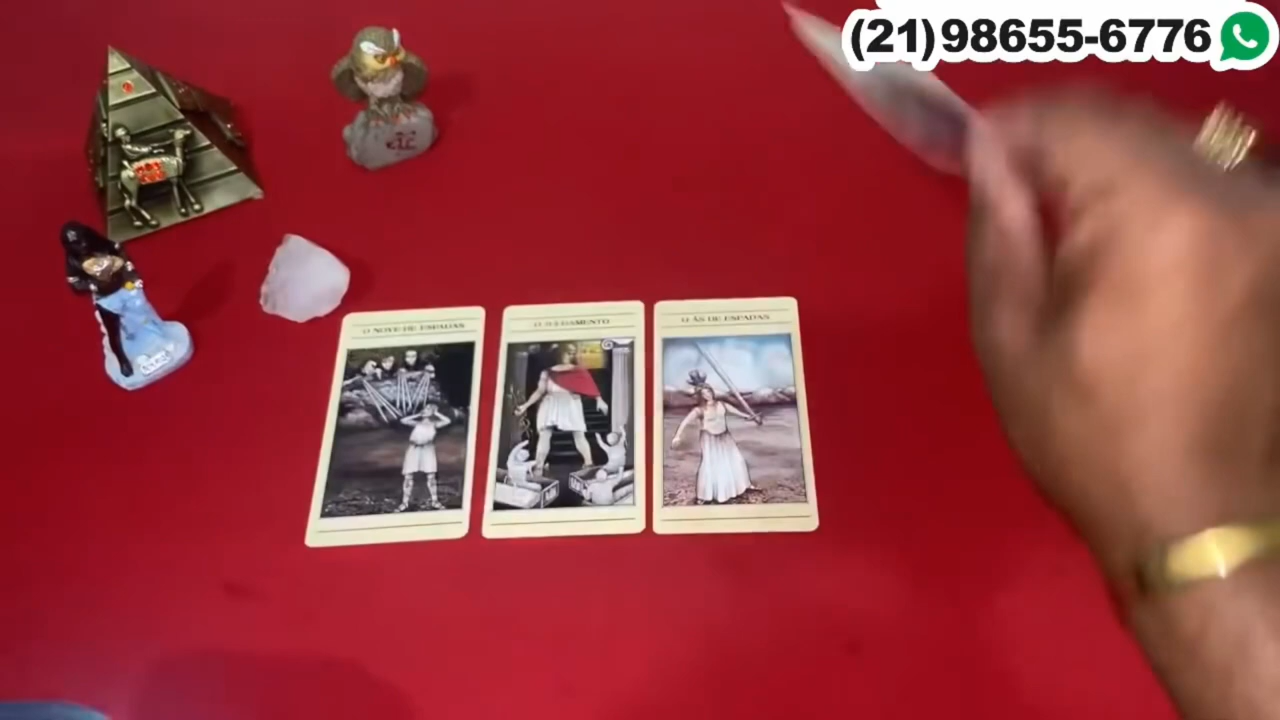 (21)98655-6776
O NOVE DE ESPADAS
O JULGAMENTO
O ÁS DE ESPADAS